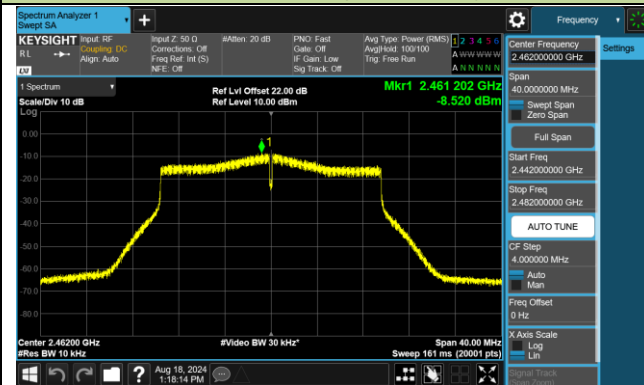 Spectrum Analyzer 1
Swept SA
Frequency
Settings
KEYSIGHT
R L
LXI
Input: RF
Coupling: DC
Align: Auto
Input Z: 50 Ω
Corrections: Off
Freq Ref: Int (S)
NFE: Off
#Atten: 20 dB
PNO: Fast
Gate: Off
IF Gain: Low
Sig Track: Off
Avg Type: Power (RMS)
Avg|Hold: 100/100
Trig: Free Run
1 2 3 4 5 6
A W W W W W
A N N N N N
1 Spectrum
Scale/Div 10 dB
Log
Ref Lvl Offset 22.00 dB
Ref Level 10.00 dBm
Mkr1 2.461 202 GHz
-8.520 dBm
1
0.00
-10.0
-20.0
-30.0
-40.0
-50.0
-60.0
-70.0
-80.0
Center 2.46200 GHz
#Res BW 10 kHz
#Video BW 30 kHz*
Span 40.00 MHz
Sweep 161 ms (20001 pts)
Center Frequency
2.462000000 GHz
Span
40.0000000 MHz
Swept Span
Zero Span
Full Span
Start Freq
2.442000000 GHz
Stop Freq
2.482000000 GHz
AUTO TUNE
CF Step
4.000000 MHz
Auto
Man
Freq Offset
0 Hz
X Axis Scale
Log
Lin
Signal Track
(Span Zoom)
Aug 18, 2024
1:18:14 PM